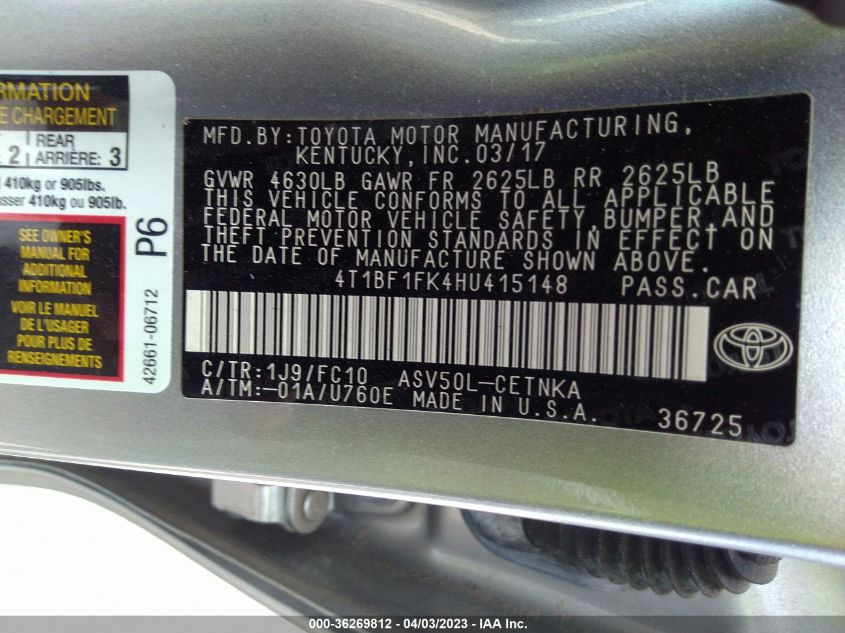 RMATION
E CHARGEMENT
2 REAR ARRIÈRE: 3
410kg or 905lbs.
sser 410kg ou 905lb.
SEE OWNER'S
MANUAL FOR
ADDITIONAL
INFORMATION
VOIR LE MANUEL
DE L'USAGER
POUR PLUS DE
RENSEIGNEMENTS
P6
42661-06712
MFD.BY:TOYOTA MOTOR MANUFACTURING,
KENTUCKY,INC.03/17
GVWR 4630LB GAWR FR 2625LB RR 2625LB
THIS VEHICLE CONFORMS TO ALL APPLICABLE
FEDERAL MOTOR VEHICLE SAFETY,BUMPER,AND
THEFT PREVENTION STANDARDS IN EFFECT ON
THE DATE OF MANUFACTURE SHOWN ABOVE.
4T1BF1FK4HU415148 PASS.CAR
C/TR:1J9/FC10 ASV50L-CETNKA
A/TM:-01A/U760E MADE IN U.S.A.
36725
000-36269812 - 04/03/2023 - IAA Inc.